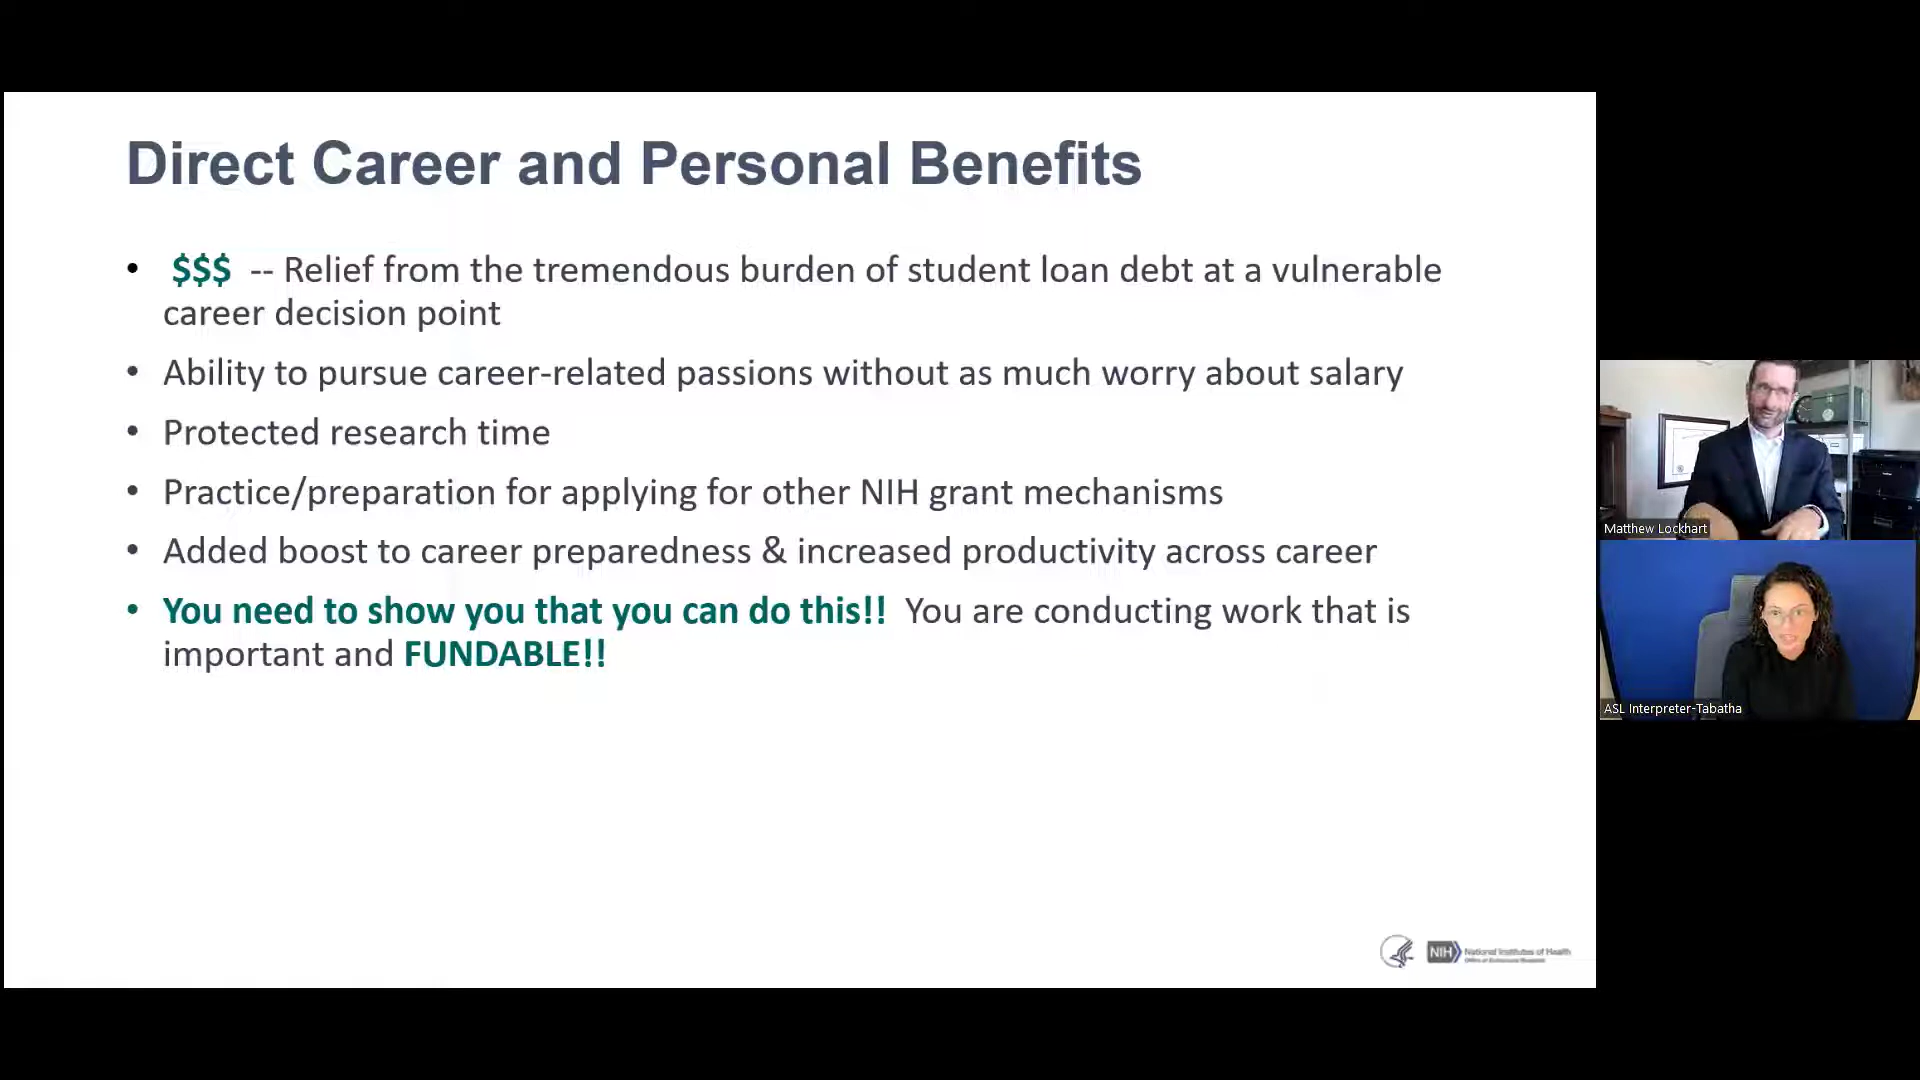 Direct Career and Personal Benefits
• $$$ -- Relief from the tremendous burden of student loan debt at a vulnerable
career decision point
• Ability to pursue career-related passions without as much worry about salary
• Protected research time
• Practice/preparation for applying for other NIH grant mechanisms
• Added boost to career preparedness & increased productivity across career
• You need to show you that you can do this!! You are conducting work that is
important and FUNDABLE!!
NIH National Institutes of Health
Matthew Lockhart
ASL Interpreter-Tabatha